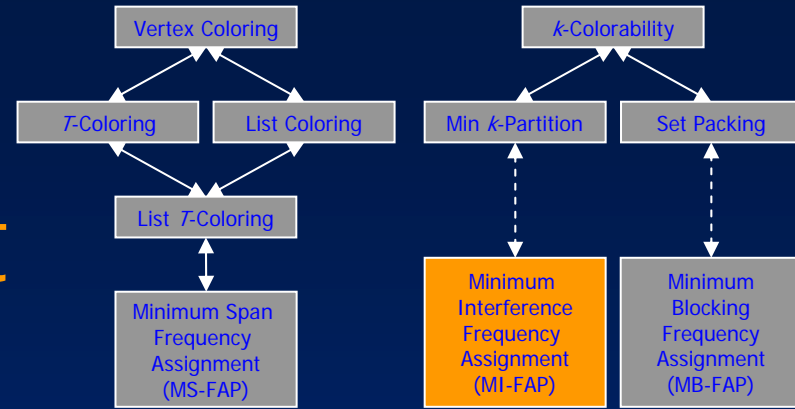 Vertex Coloring
k-Colorability
T-Coloring
List Coloring
Min k-Partition
Set Packing
List T-Coloring
t
Minimum Span
Frequency
Assignment
(MS-FAP)
Minimum
Interference
Frequency
Assignment
(MI-FAP)
Minimum
Blocking
Frequency
Assignment
(MB-FAP)